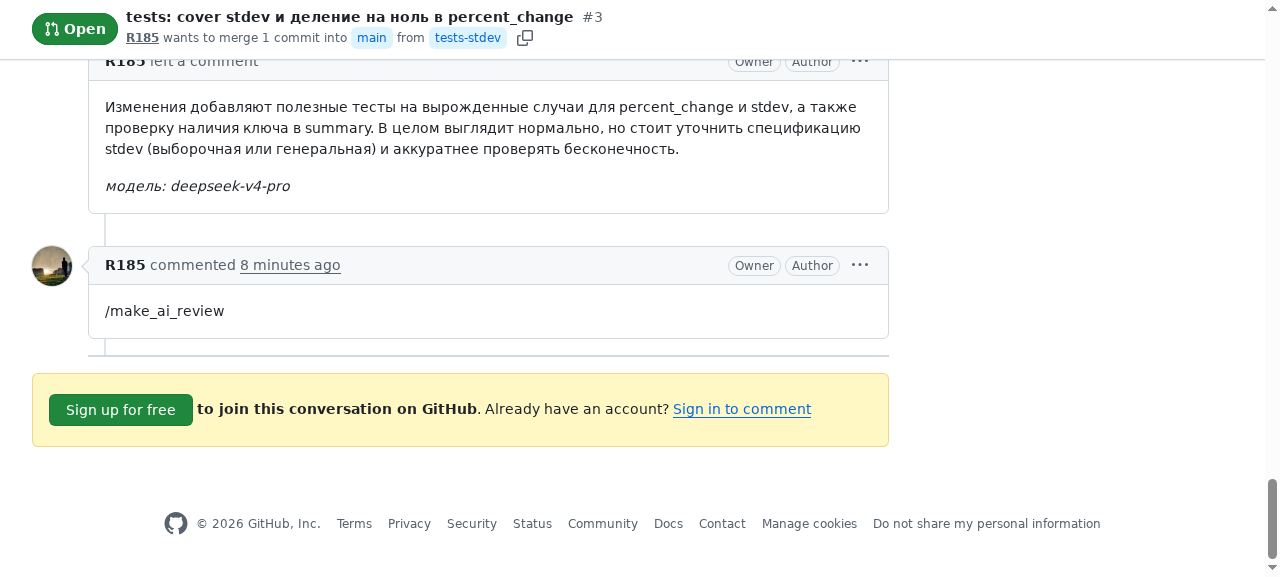 Open
tests: cover stdev и деление на ноль в percent_change #3
R185 wants to merge 1 commit into main from tests-stdev
R185 left a comment Owner Author
Изменения добавляют полезные тесты на вырожденные случаи для percent_change и stdev, а также
проверку наличия ключа в summary. В целом выглядит нормально, но стоит уточнить спецификацию
stdev (выборочная или генеральная) и аккуратнее проверять бесконечность.
модель: deepseek-v4-pro
R185 commented 8 minutes ago Owner Author
/make_ai_review
Sign up for free to join this conversation on GitHub. Already have an account? Sign in to comment
© 2026 GitHub, Inc. Terms Privacy Security Status Community Docs Contact Manage cookies Do not share my personal information